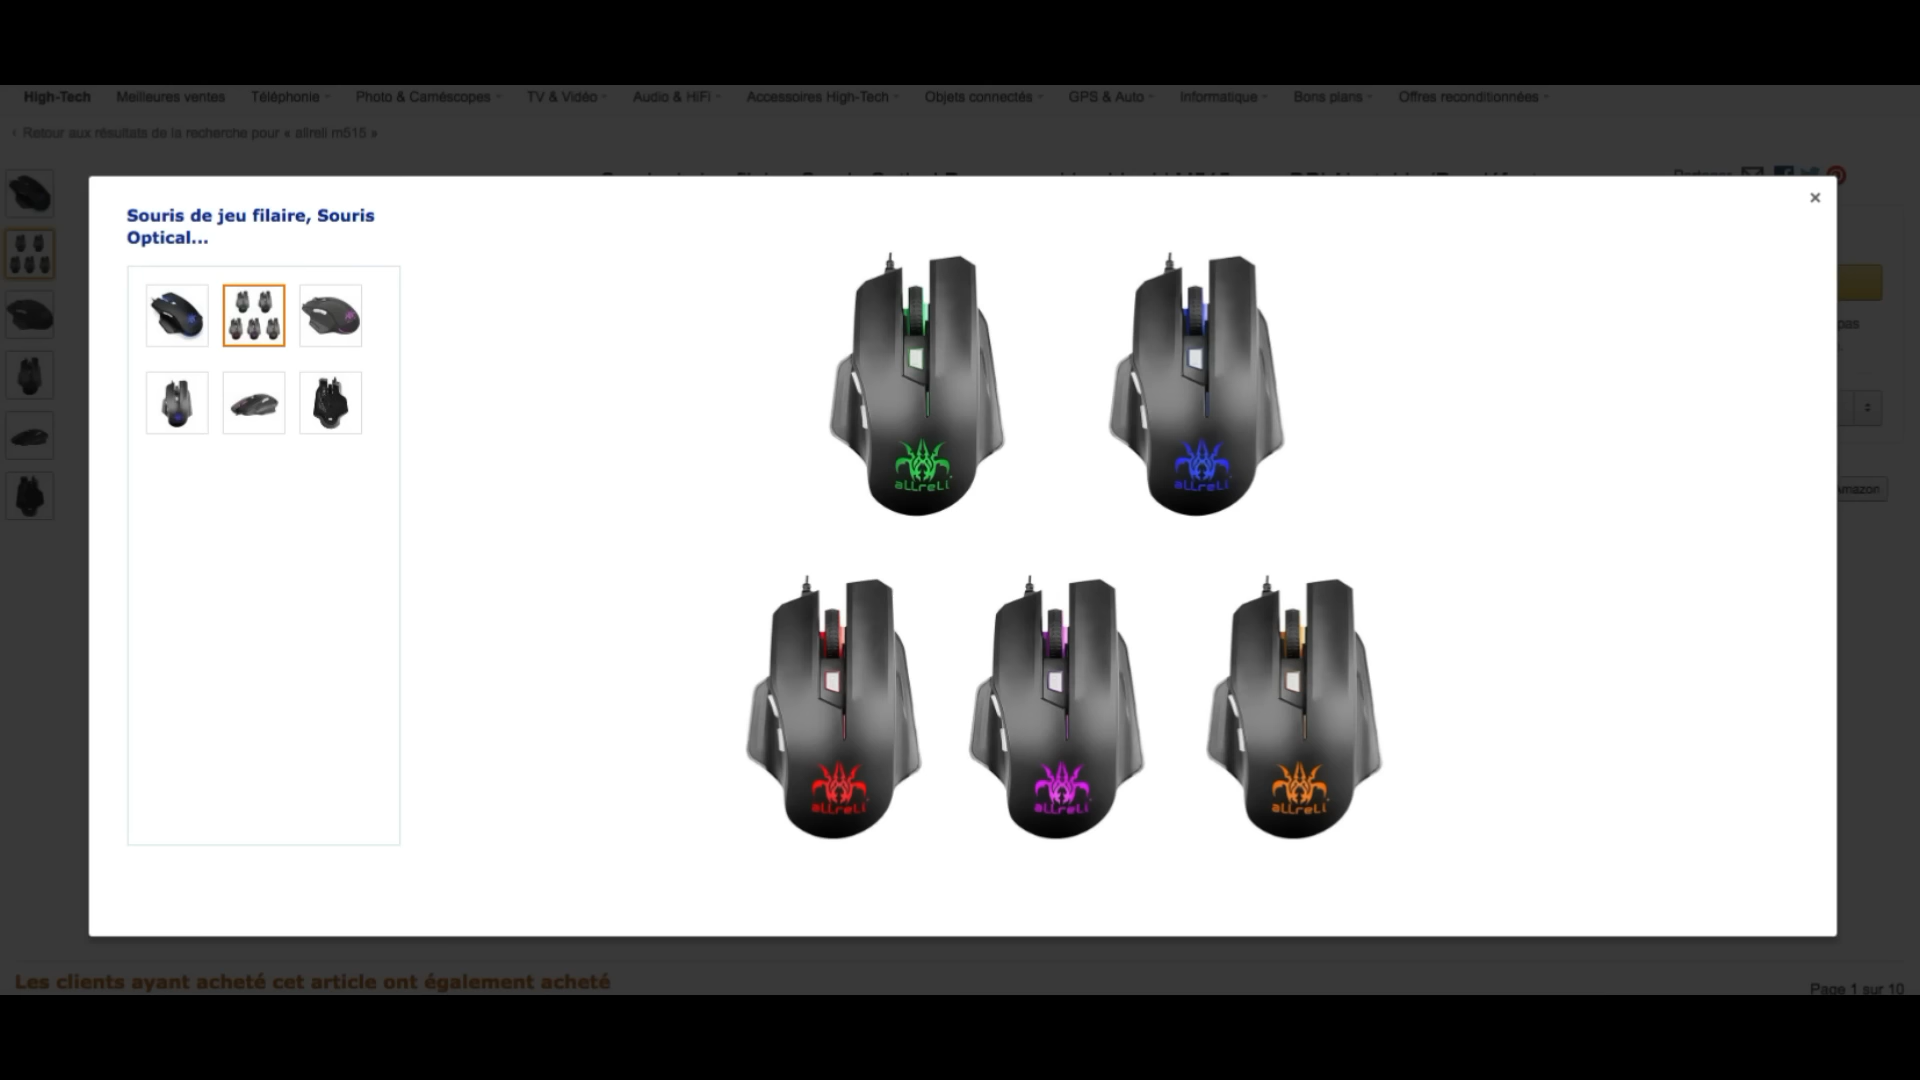 High-Tech Meilleures ventes Téléphonie Photo & Caméscopes TV & Vidéo Audio & HiFi Accessoires High-Tech Objets connectés GPS & Auto Informatique Bons plans Offres reconditionnées
‹ Retour aux résultats de la recherche pour « allreli m515 »
Souris de jeu filaire, Souris
Optical...
×
pas
aLLreLi
aLLreLi
mazon
aLLreLi
aLLreLi
aLLreLi
Les clients ayant acheté cet article ont également acheté
Page 1 sur 10